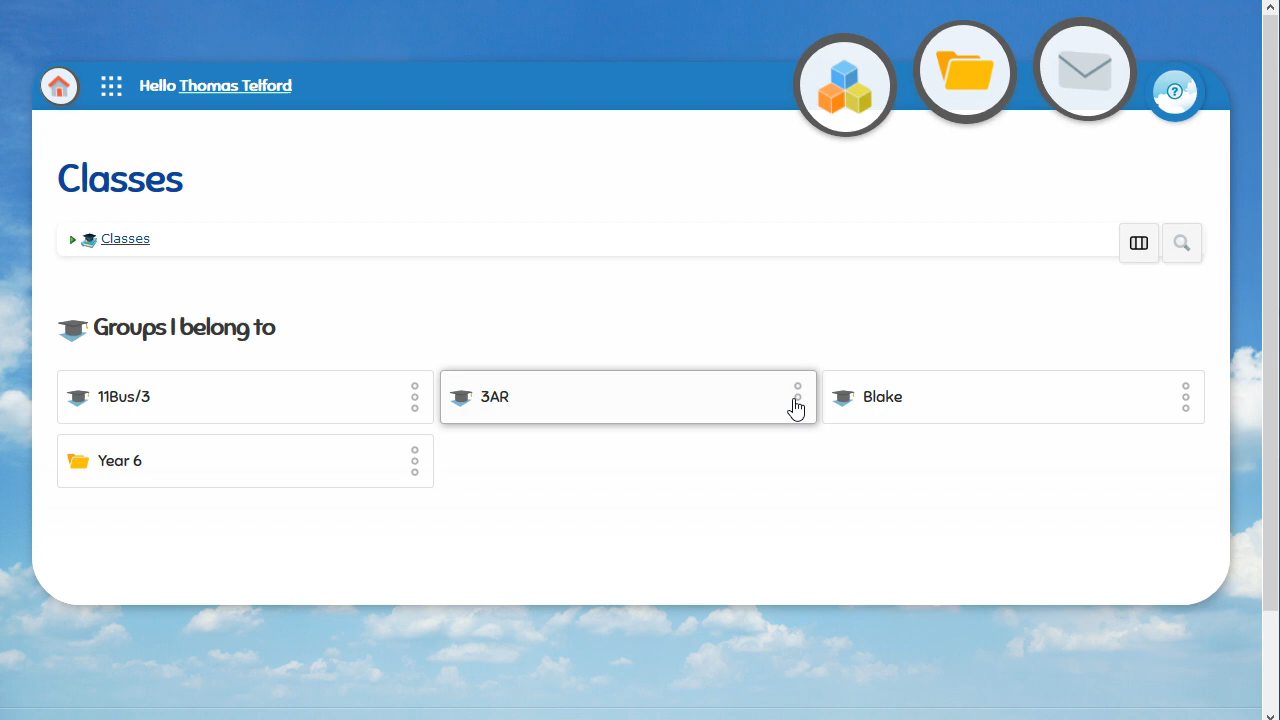 Hello Thomas Telford
Classes
Classes
Groups I belong to
11Bus/3
3AR
Blake
Year 6